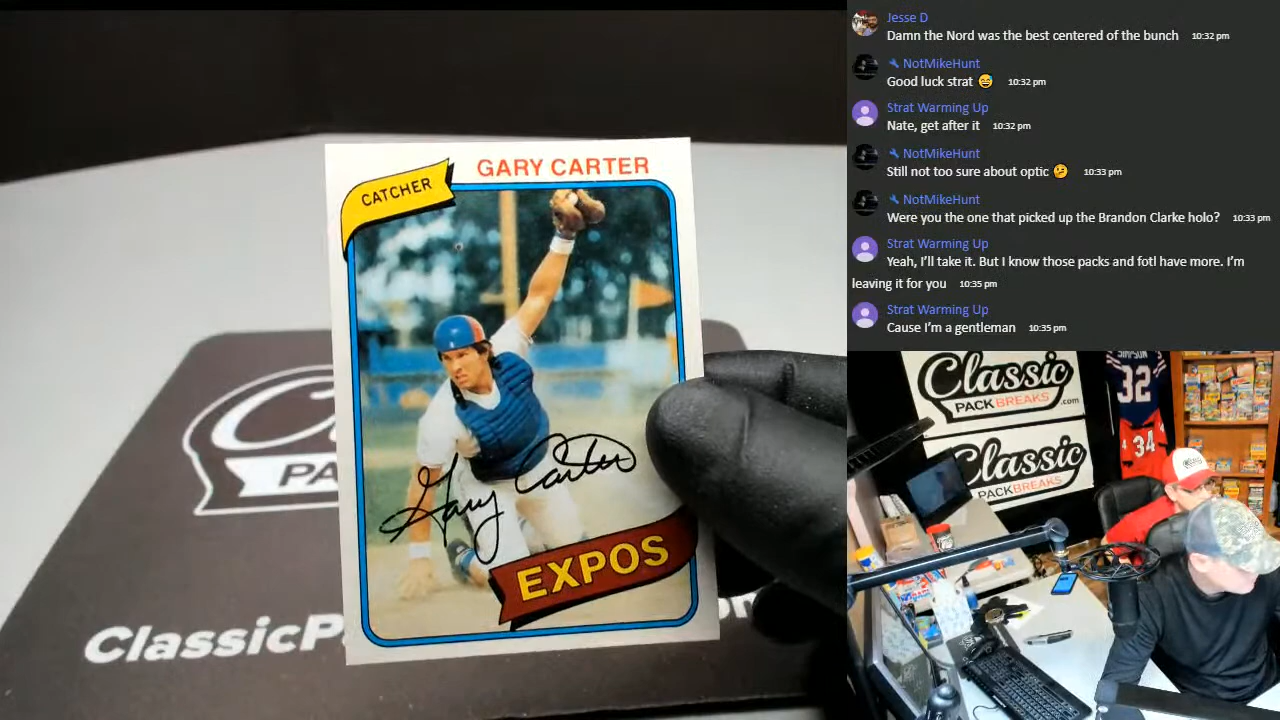 CATCHER
GARY CARTER
Gary Carter
EXPOS
C
PA
ClassicP
Jesse D
Damn the Nord was the best centered of the bunch 10:32 pm
NotMikeHunt
Good luck strat 😅 10:32 pm
Strat Warming Up
Nate, get after it 10:32 pm
NotMikeHunt
Still not too sure about optic 🤔 10:33 pm
NotMikeHunt
Were you the one that picked up the Brandon Clarke holo? 10:33 pm
Strat Warming Up
Yeah, I'll take it. But I know those packs and fotl have more. I'm
leaving it for you 10:35 pm
Strat Warming Up
Cause I'm a gentleman 10:35 pm
Classic
PACKBREAKS
.com
Classic
PACKBREAKS
SIMPSON
32
34